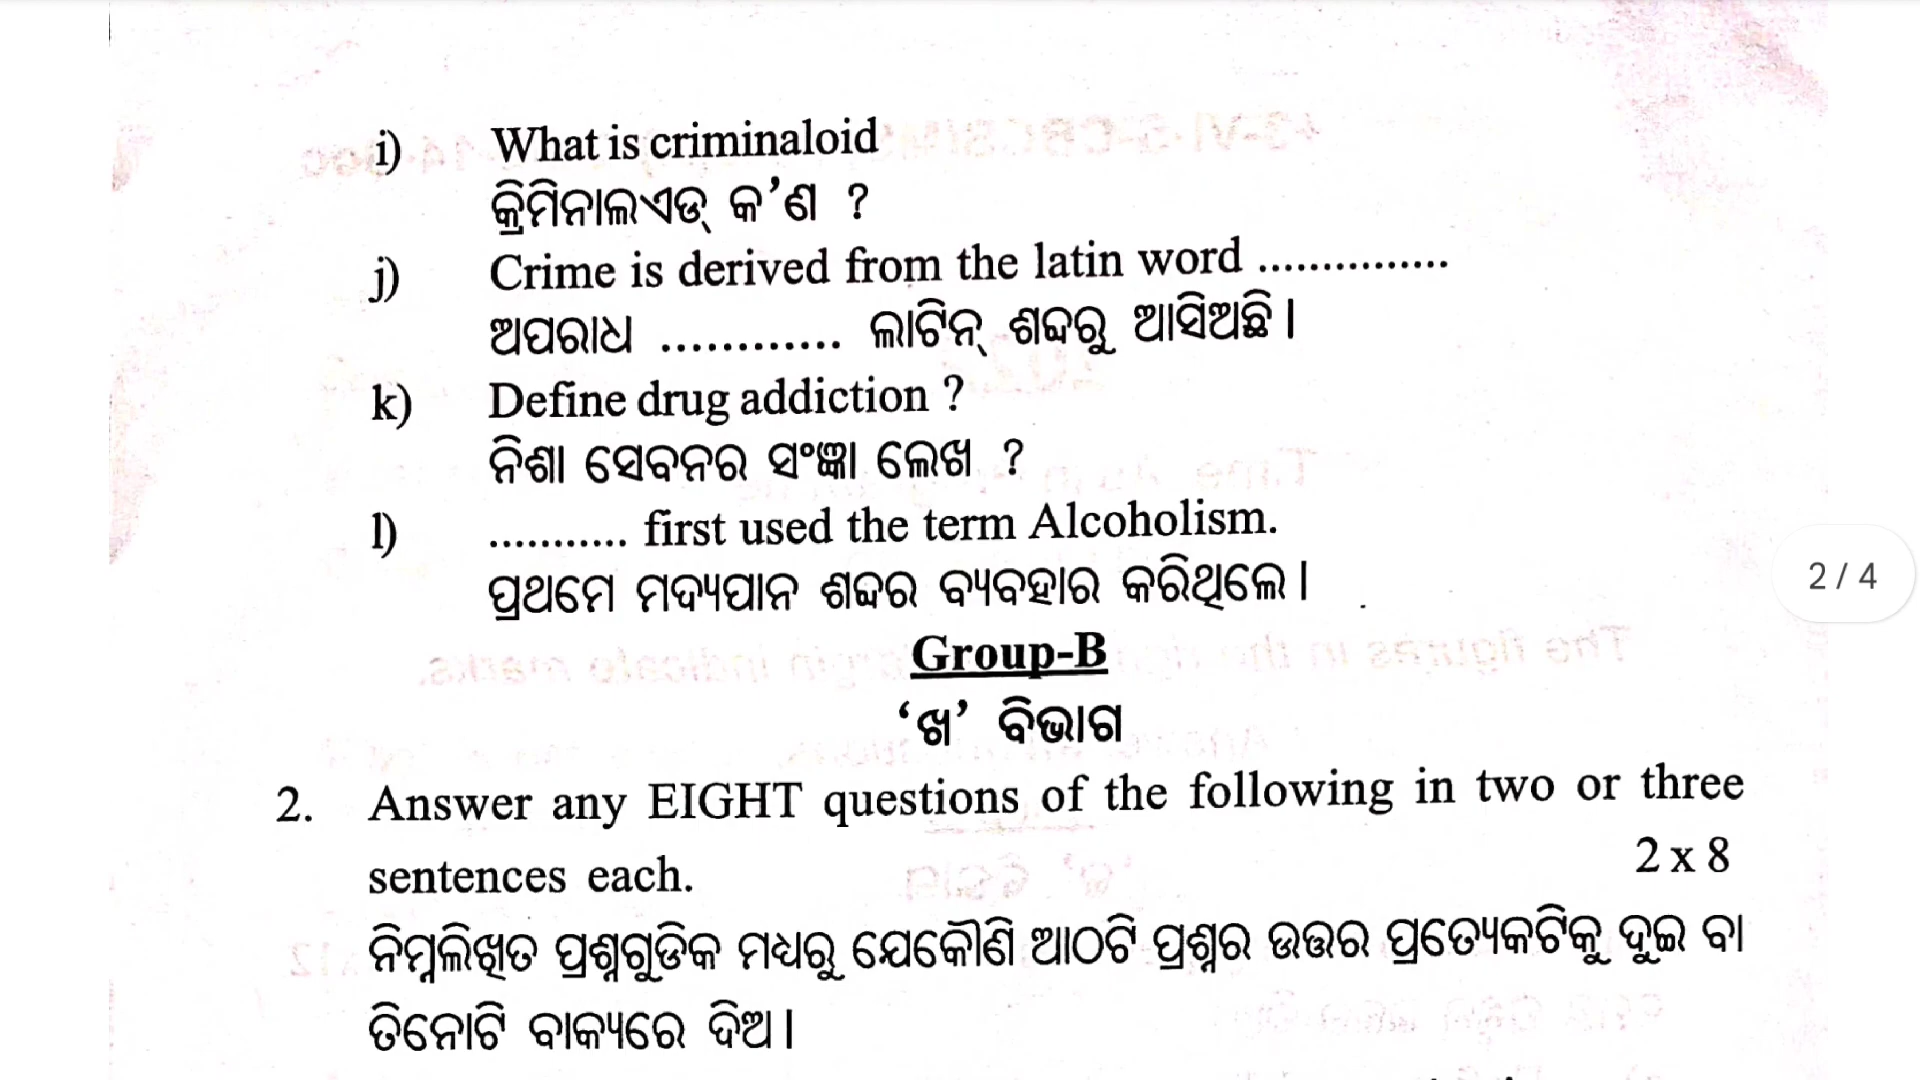 i) What is criminaloid
କ୍ରିମିନାଲଏଡ୍ କ'ଣ ?
j) Crime is derived from the latin word ...............
ଅପରାଧ ............. ଲାଟିନ୍ ଶବ୍ଦରୁ ଆସିଅଛି ।
k) Define drug addiction ?
ନିଶା ସେବନର ସଂଜ୍ଞା ଲେଖ ?
l) ........... first used the term Alcoholism.
ପ୍ରଥମେ ମଦ୍ୟପାନ ଶବ୍ଦର ବ୍ୟବହାର କରିଥିଲେ ।
Group-B
‘ଖ’ ବିଭାଗ
2. Answer any EIGHT questions of the following in two or three
sentences each. 2 x 8
ନିମ୍ନଲିଖିତ ପ୍ରଶ୍ନଗୁଡିକ ମଧ୍ୟରୁ ଯେକୌଣି ଆଠଟି ପ୍ରଶ୍ନର ଉତ୍ତର ପ୍ରତ୍ୟେକଟିକୁ ଦୁଇ ବା
ତିନୋଟି ବାକ୍ୟରେ ଦିଅ ।
2 / 4